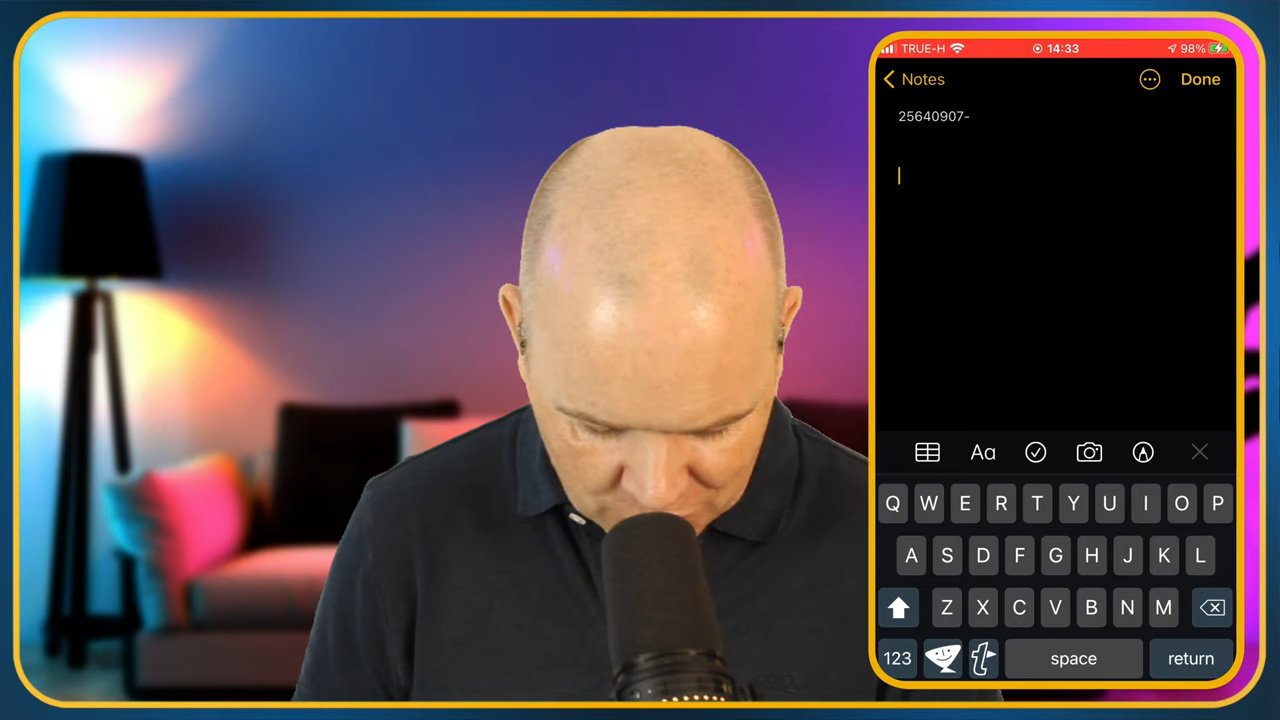 TRUE-H 14:33 98%
Notes Done
25640907-
Aa
Q W E R T Y U I O P
A S D F G H J K L
Z X C V B N M
123 space return